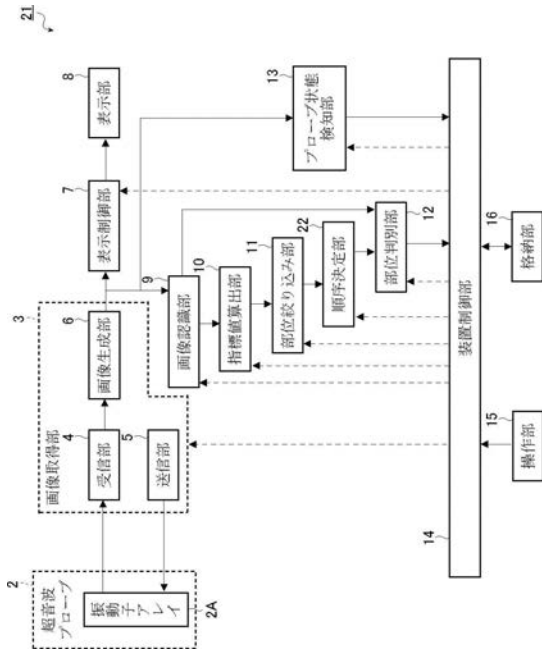 21
2
超音波
プローブ
振動子アレイ
2A
3
画像取得部
4
受信部
5
送信部
6
画像生成部
7
表示制御部
8
表示部
9
画像認識部
10
指標値算出部
11
部位絞り込み部
22
順序決定部
12
部位判別部
13
プローブ状態
検知部
14
装置制御部
15
操作部
16
格納部